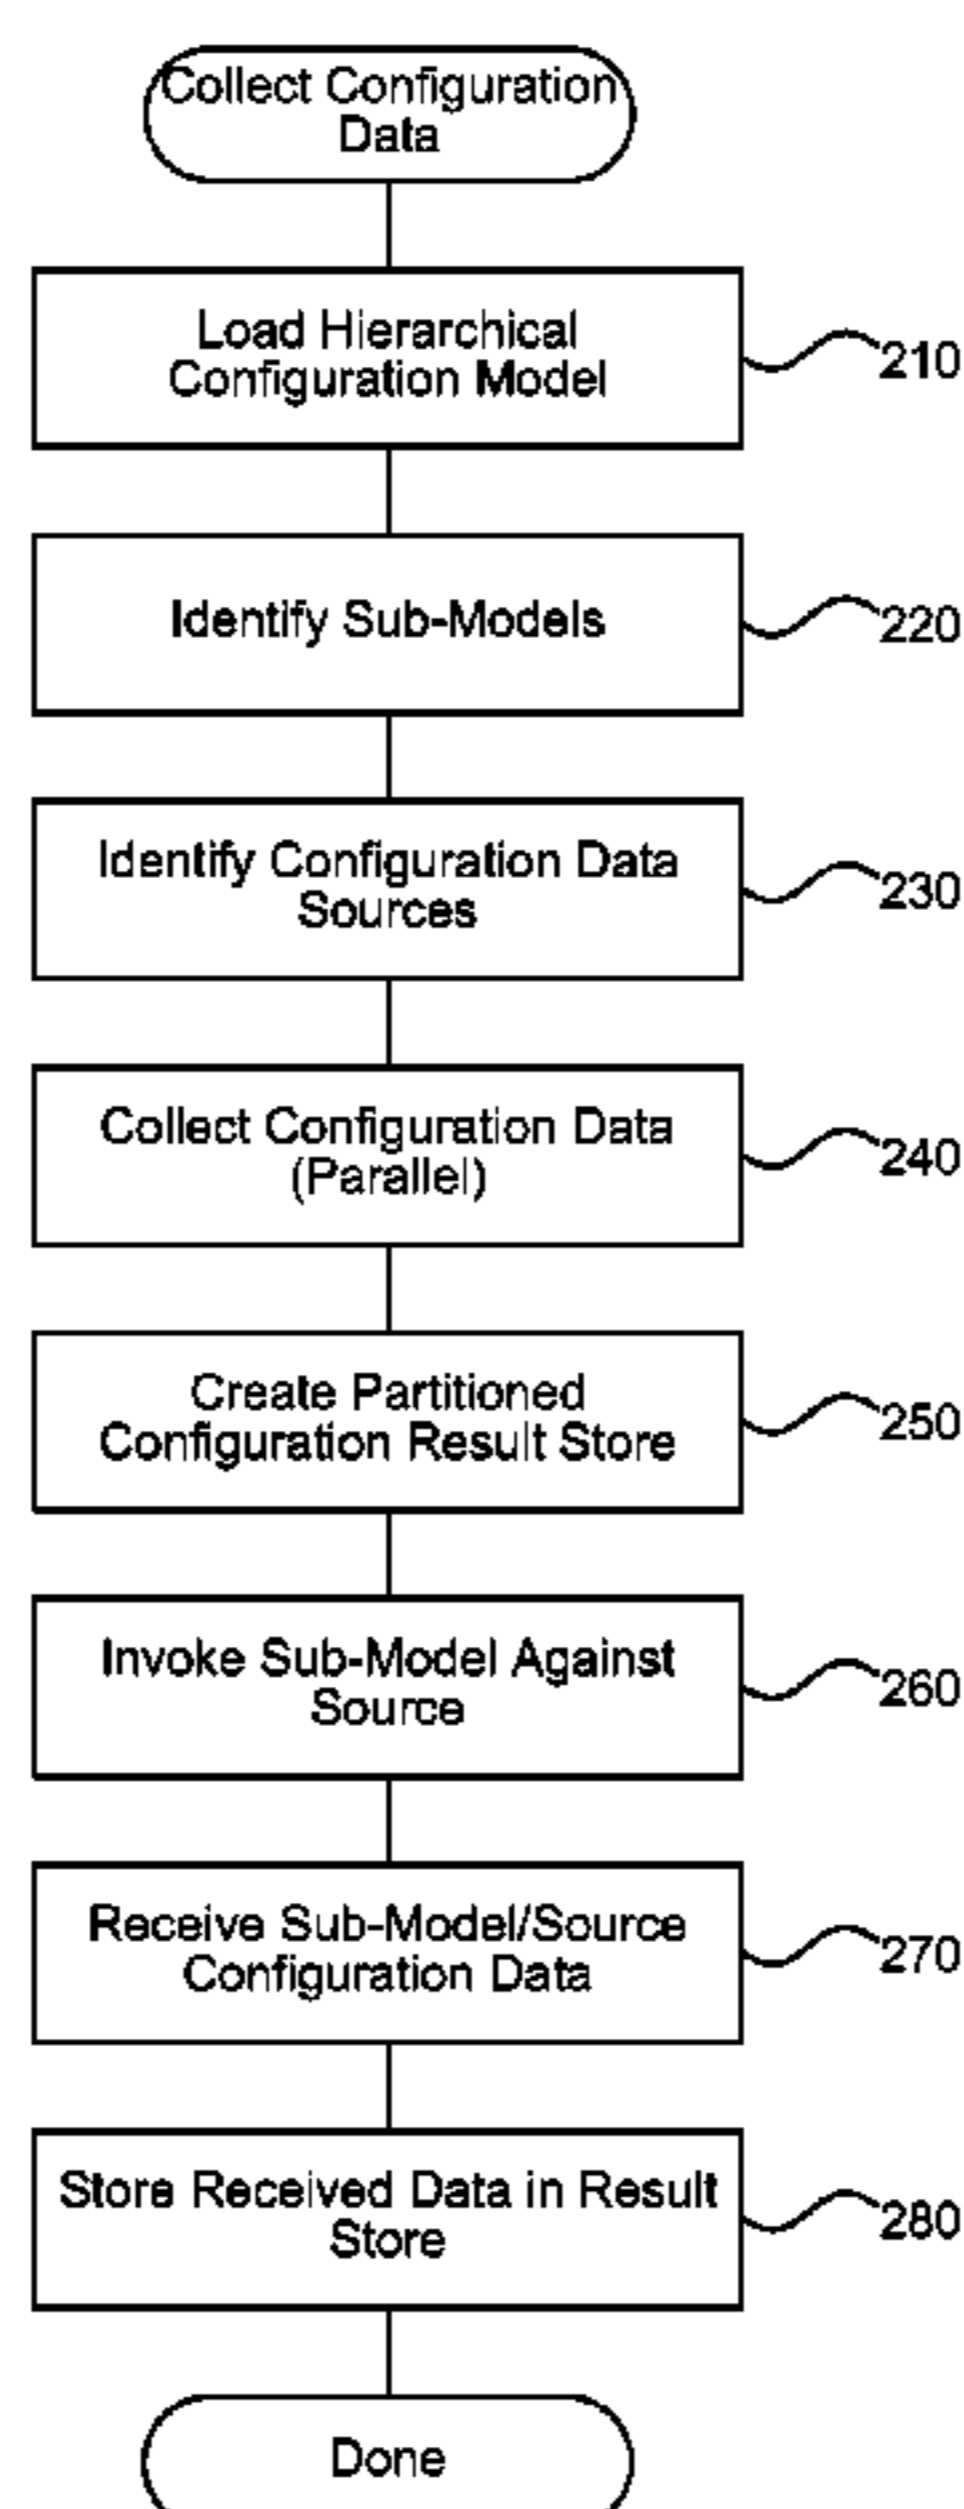 Collect Configuration
Data
Load Hierarchical
Configuration Model
210
Identify Sub-Models
220
Identify Configuration Data
Sources
230
Collect Configuration Data
(Parallel)
240
Create Partitioned
Configuration Result Store
250
Invoke Sub-Model Against
Source
260
Receive Sub-Model/Source
Configuration Data
270
Store Received Data in Result
Store
280
Done